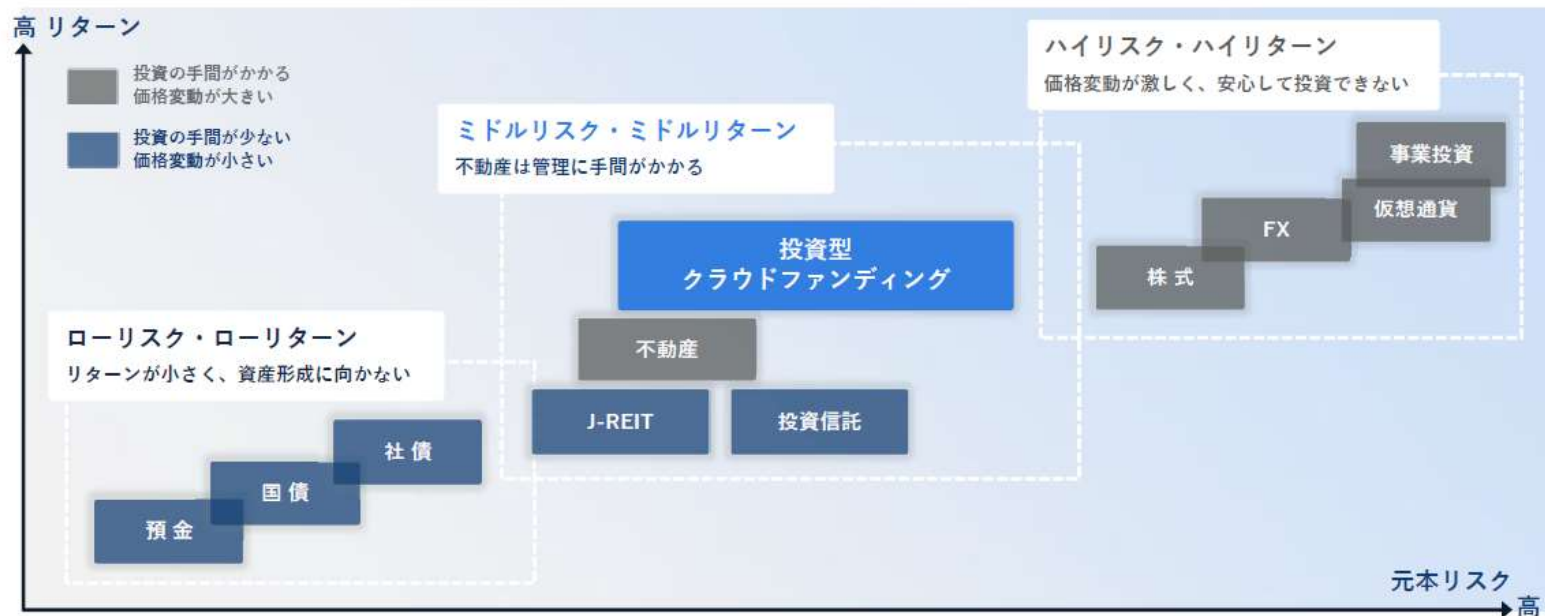 高 リターン
投資の手間がかかる
価格変動が大きい
投資の手間が少ない
価格変動が小さい
ハイリスク・ハイリターン
価格変動が激しく、安心して投資できない
事業投資
仮想通貨
FX
株式
ミドルリスク・ミドルリターン
不動産は管理に手間がかかる
投資型
クラウドファンディング
不動産
J-REIT
投資信託
ローリスク・ローリターン
リターンが小さく、資産形成に向かない
社債
国債
預金
元本リスク
高